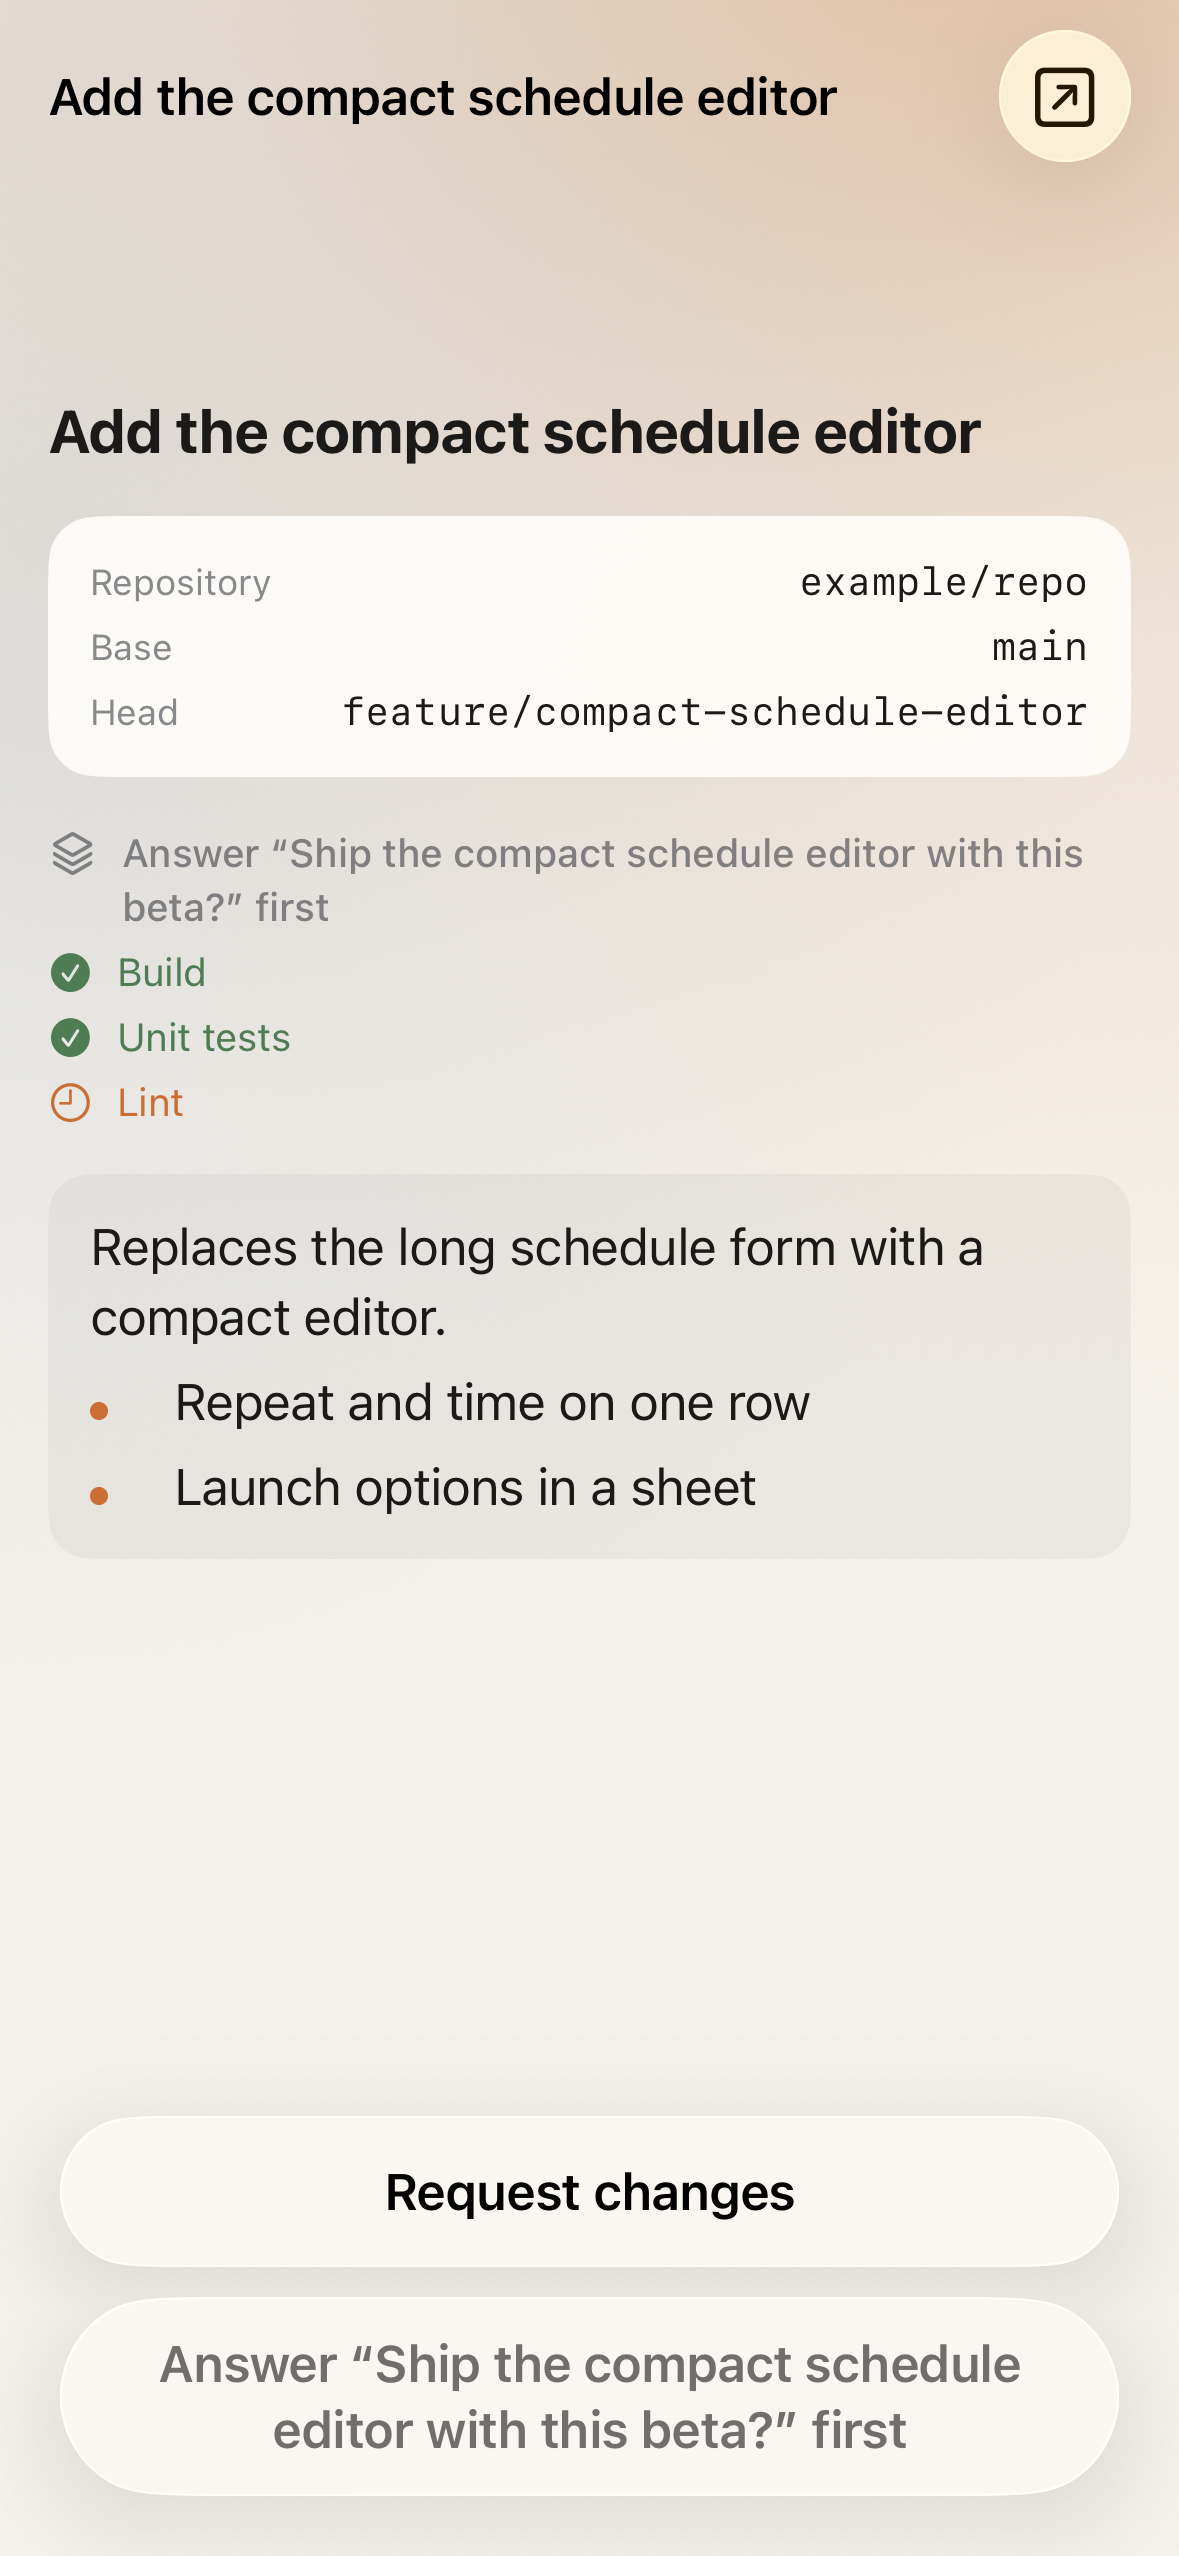 Add the compact schedule editor
Add the compact schedule editor
Repository example/repo
Base main
Head feature/compact-schedule-editor
Answer “Ship the compact schedule editor with this
beta?” first
Build
Unit tests
Lint
Replaces the long schedule form with a
compact editor.
• Repeat and time on one row
• Launch options in a sheet
Request changes
Answer “Ship the compact schedule
editor with this beta?” first